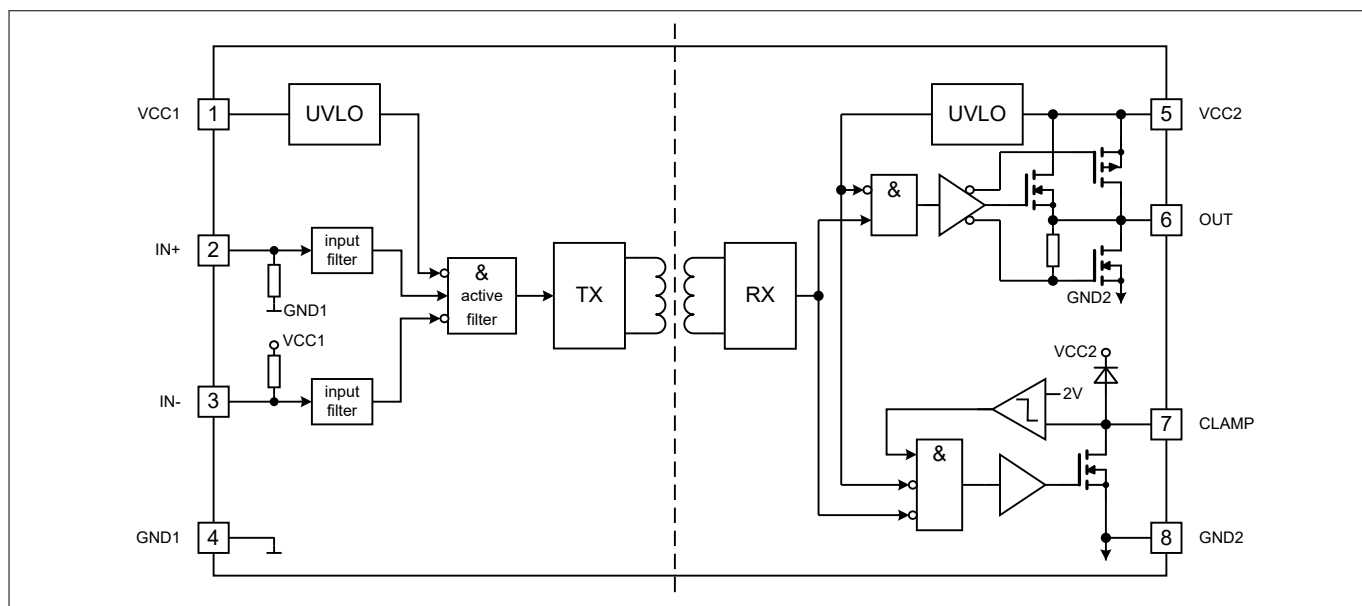 VCC1
1
UVLO
UVLO
5
VCC2
&
IN+
2
input
filter
6
OUT
GND1
&
active
filter
TX
RX
GND2
VCC1
VCC2
IN-
3
input
filter
2V
7
CLAMP
&
GND1
4
8
GND2